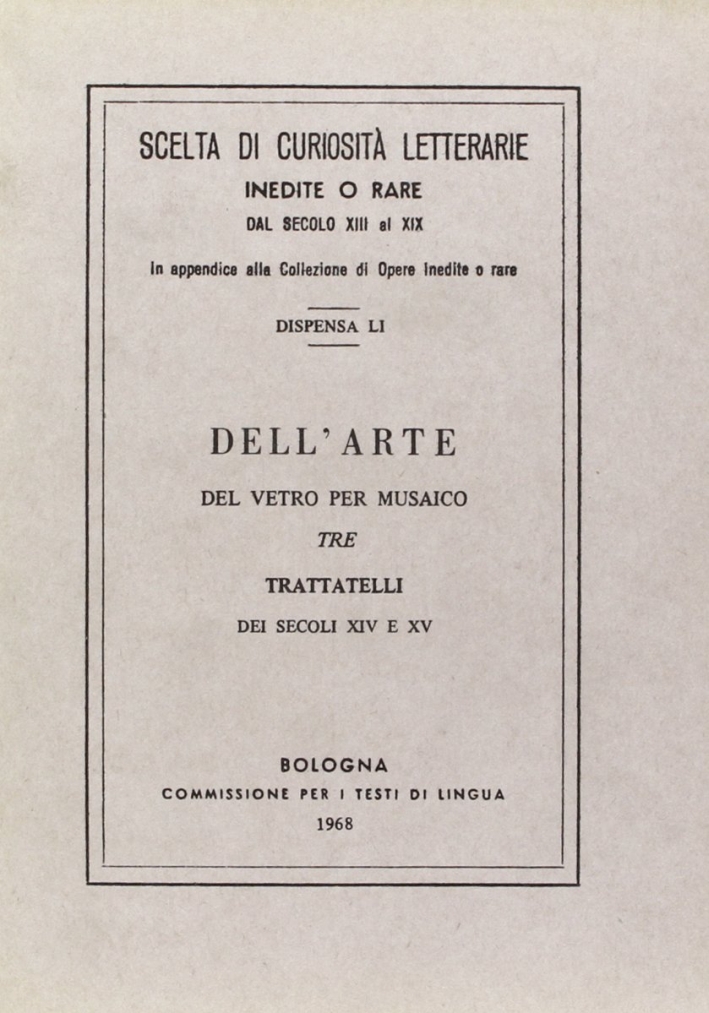 SCELTA DI CURIOSITÀ LETTERARIE
INEDITE O RARE
DAL SECOLO XIII al XIX
In appendice alla Collezione di Opere Inedite o rare
DISPENSA LI
DELL'ARTE
DEL VETRO PER MUSAICO
TRE
TRATTATELLI
DEI SECOLI XIV E XV
BOLOGNA
COMMISSIONE PER I TESTI DI LINGUA
1968